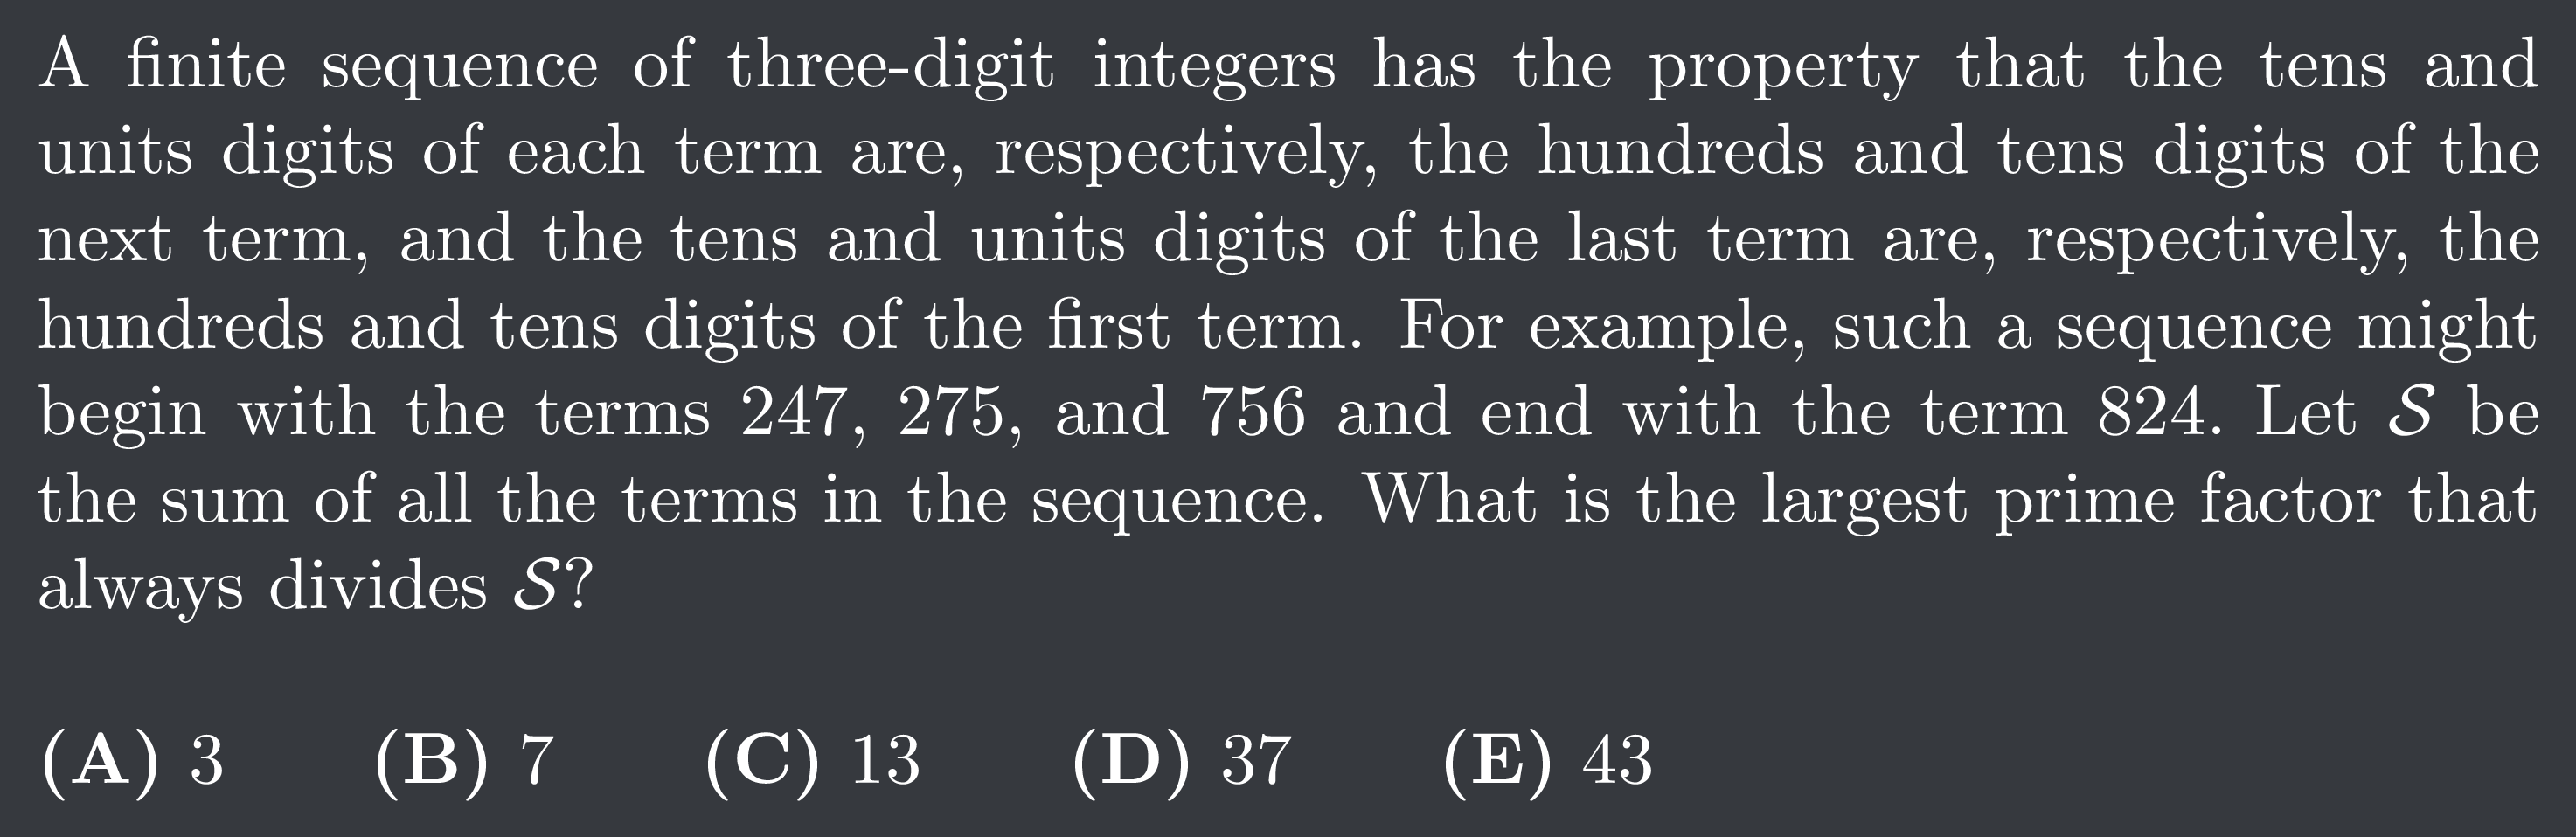 A finite sequence of three-digit integers has the property that the tens and
units digits of each term are, respectively, the hundreds and tens digits of the
next term, and the tens and units digits of the last term are, respectively, the
hundreds and tens digits of the first term. For example, such a sequence might
begin with the terms 247, 275, and 756 and end with the term 824. Let 𝒮 be
the sum of all the terms in the sequence. What is the largest prime factor that
always divides 𝒮?
(A) 3 (B) 7 (C) 13 (D) 37 (E) 43